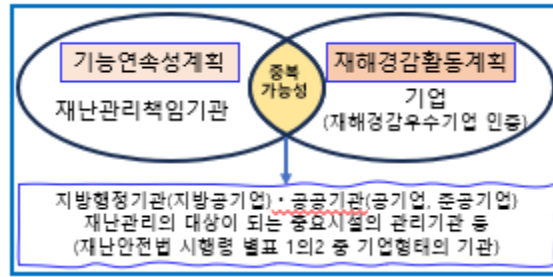 기능연속성계획
재난관리책임기관
중복
가능성
재해경감활동계획
기업
(재해경감우수기업 인증)
지방행정기관(지방공기업)・공공기관(공기업, 준공기업)
재난관리의 대상이 되는 중요시설의 관리기관 등
(재난안전법 시행령 별표 1의2 중 기업형태의 기관)